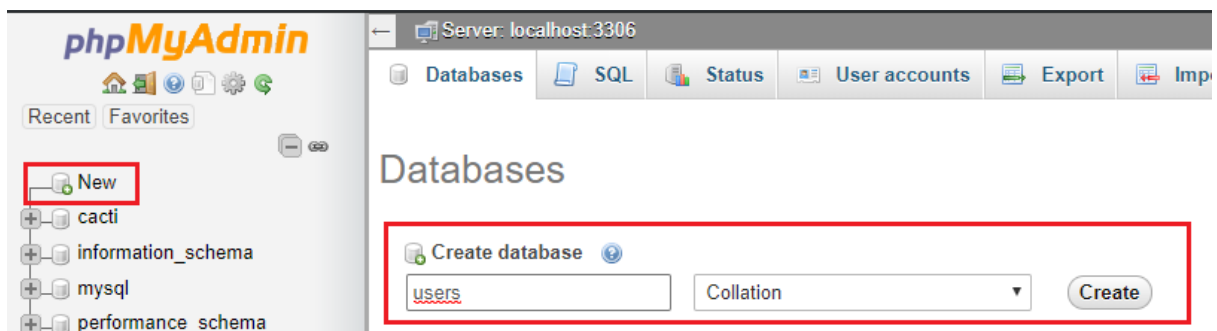 phpMyAdmin
Recent Favorites
New
cacti
information_schema
mysql
performance_schema
Server: localhost:3306
Databases SQL Status User accounts Export
Databases
Create database
users Collation Create